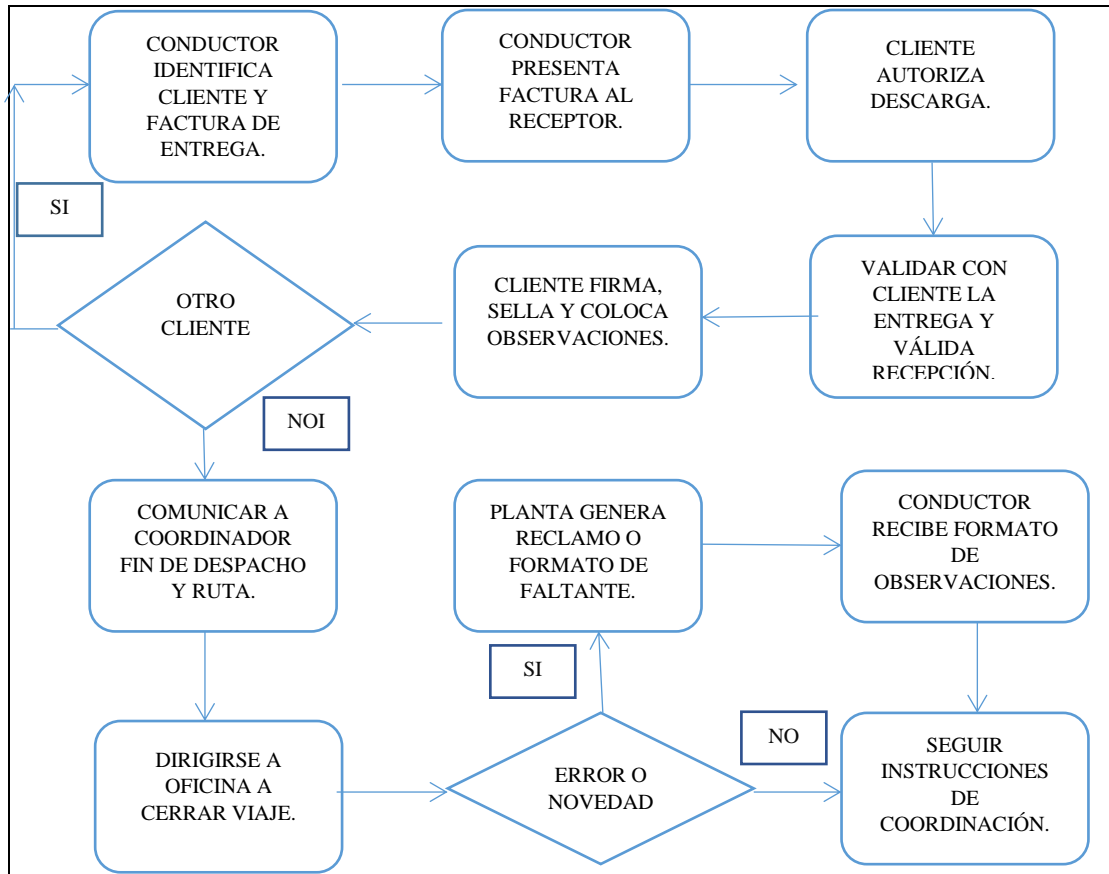 CONDUCTOR
IDENTIFICA
CLIENTE Y
FACTURA DE
ENTREGA.
CONDUCTOR
PRESENTA
FACTURA AL
RECEPTOR.
CLIENTE
AUTORIZA
DESCARGA.
SI
OTRO
CLIENTE
CLIENTE FIRMA,
SELLA Y COLOCA
OBSERVACIONES.
VALIDAR CON
CLIENTE LA
ENTREGA Y
VÁLIDA
RECEPCIÓN.
NOI
COMUNICAR A
COORDINADOR
FIN DE DESPACHO
Y RUTA.
PLANTA GENERA
RECLAMO O
FORMATO DE
FALTANTE.
CONDUCTOR
RECIBE FORMATO
DE
OBSERVACIONES.
SI
NO
DIRIGIRSE A
OFICINA A
CERRAR VIAJE.
ERROR O
NOVEDAD
SEGUIR
INSTRUCCIONES
DE
COORDINACIÓN.